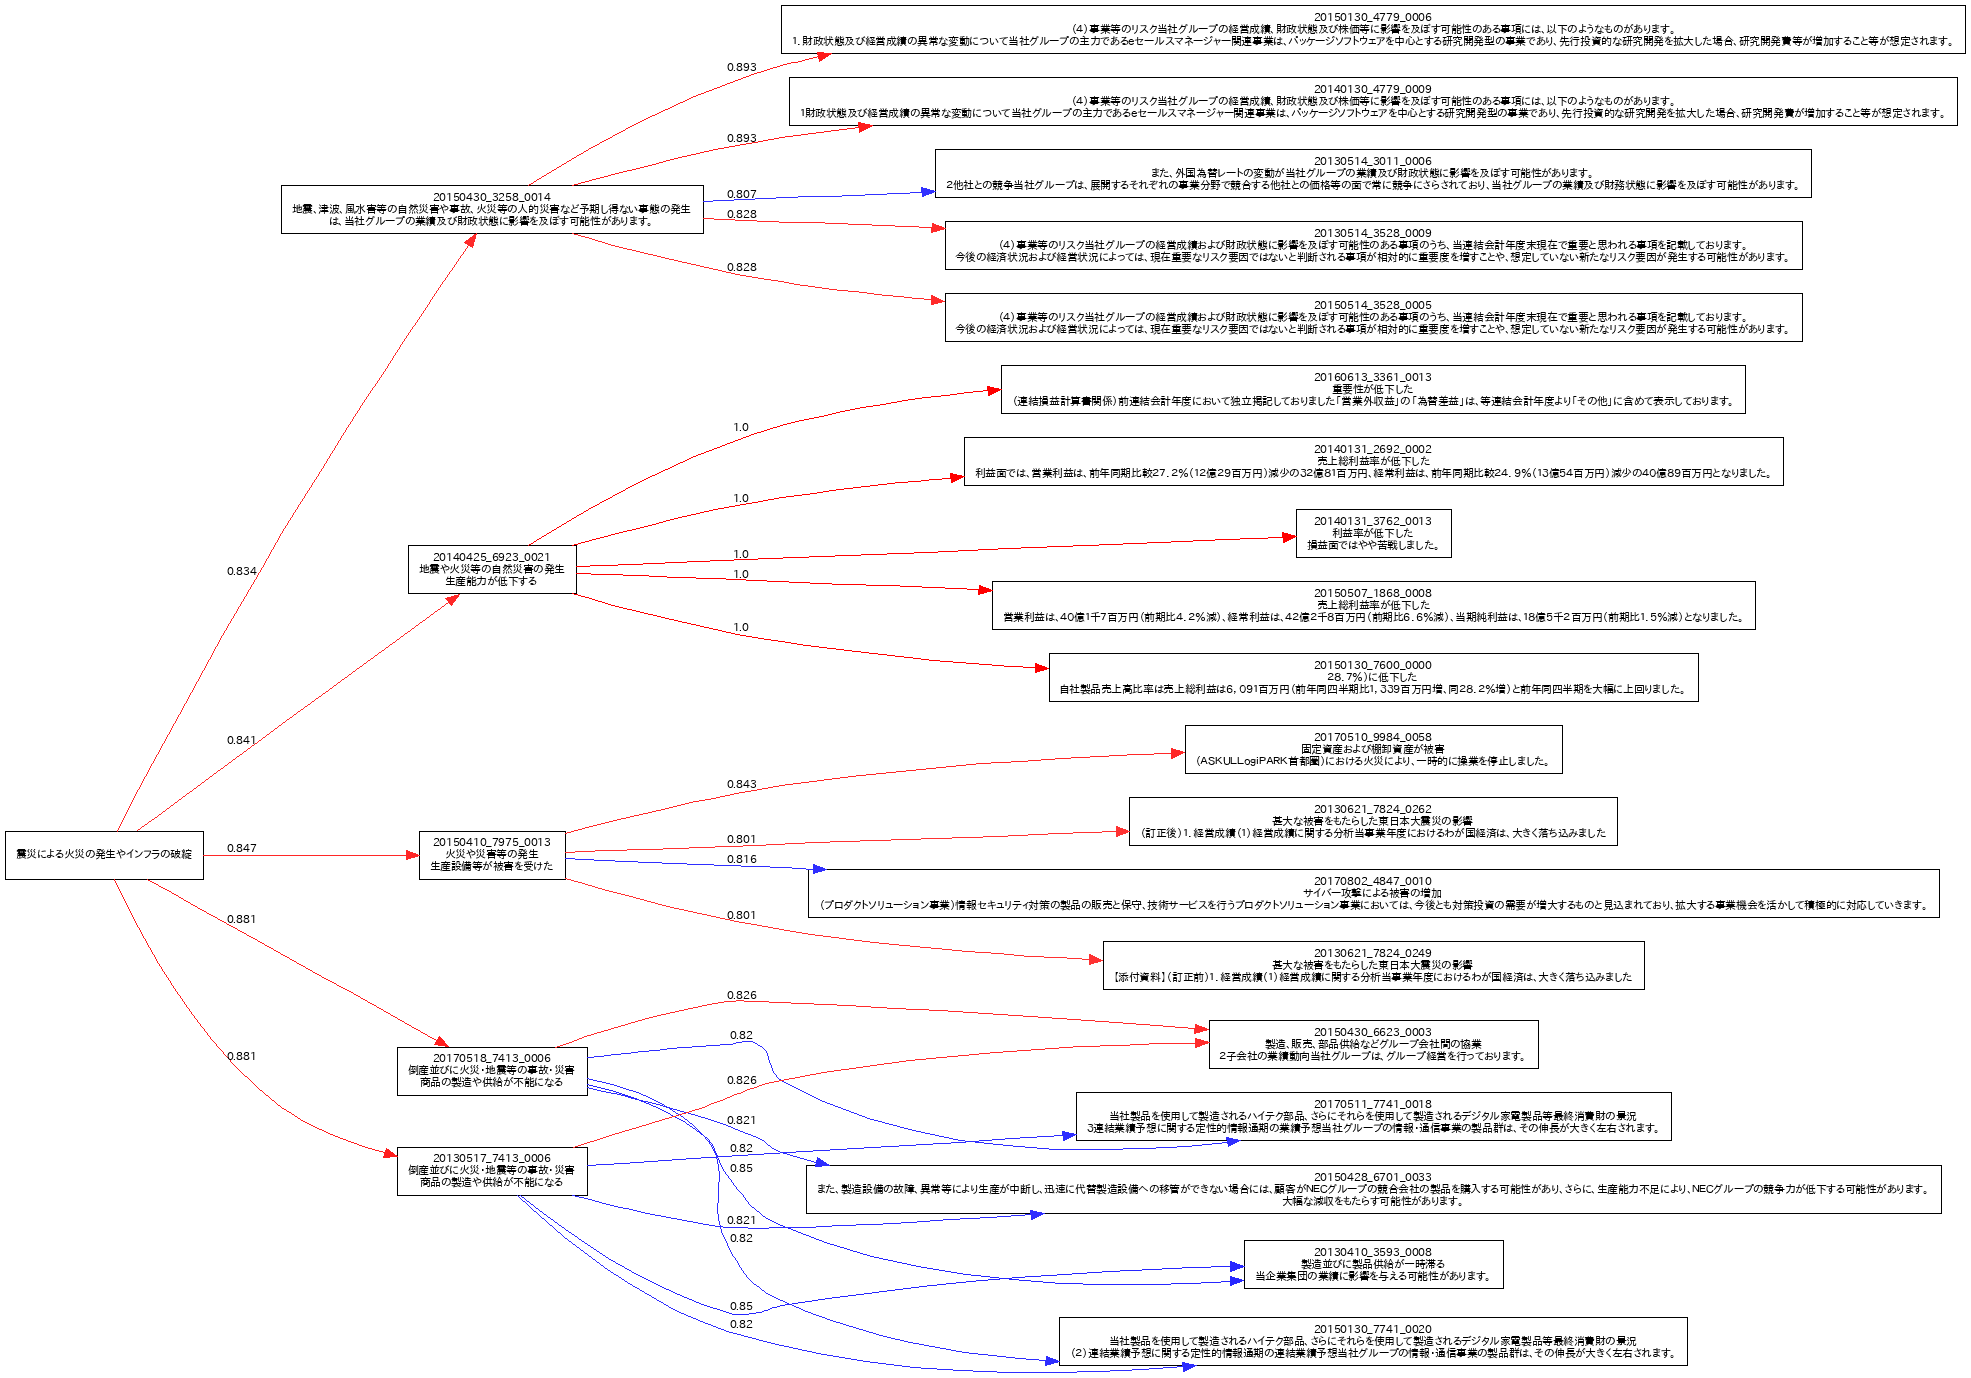 20150130_4779_0006
(4)事業等のリスク当社グループの経営成績、財政状態及び株価等に影響を及ぼす可能性のある事項には、以下のようなものがあります。
1.財政状態及び経営成績の異常な変動について当社グループの主力であるeセールスマネージャー関連事業は、パッケージソフトウェアを中心とする研究開発型の事業であり、先行投資的な研究開発を拡大した場合、研究開発費等が増加すること等が想定されます。
0.893
20140130_4779_0009
(4)事業等のリスク当社グループの経営成績、財政状態及び株価等に影響を及ぼす可能性のある事項には、以下のようなものがあります。
1財政状態及び経営成績の異常な変動について当社グループの主力であるeセールスマネージャー関連事業は、パッケージソフトウェアを中心とする研究開発型の事業であり、先行投資的な研究開発を拡大した場合、研究開発費が増加すること等が想定されます。
0.893
20130514_3011_0006
また、外国為替レートの変動が当社グループの業績及び財政状態に影響を及ぼす可能性があります。
2他社との競争当社グループは、展開するそれぞれの事業分野で競合する他社との価格等の面で常に競争にさらされており、当社グループの業績及び財務状態に影響を及ぼす可能性があります。
0.807
20150430_3258_0014
地震、津波、風水害等の自然災害や事故、火災等の人的災害など予期し得ない事態の発生
は、当社グループの業績及び財政状態に影響を及ぼす可能性があります。
0.828
20130514_3528_0009
(4)事業等のリスク当社グループの経営成績および財政状態に影響を及ぼす可能性のある事項のうち、当連結会計年度末現在で重要と思われる事項を記載しております。
今後の経済状況および経営状況によっては、現在重要なリスク要因ではないと判断される事項が相対的に重要度を増すことや、想定していない新たなリスク要因が発生する可能性があります。
0.828
20150514_3528_0005
(4)事業等のリスク当社グループの経営成績および財政状態に影響を及ぼす可能性のある事項のうち、当連結会計年度末現在で重要と思われる事項を記載しております。
今後の経済状況および経営状況によっては、現在重要なリスク要因ではないと判断される事項が相対的に重要度を増すことや、想定していない新たなリスク要因が発生する可能性があります。
20160613_3361_0013
重要性が低下した
(連結損益計算書関係)前連結会計年度において独立掲記しておりました「営業外収益」の「為替差益」は、等連結会計年度より「その他」に含めて表示しております。
1.0
20140131_2692_0002
売上総利益率が低下した
利益面では、営業利益は、前年同期比較27.2%(12億29百万円)減少の32億81百万円、経常利益は、前年同期比較24.9%(13億54百万円)減少の40億89百万円となりました。
1.0
20140131_3762_0013
利益率が低下した
損益面ではやや苦戦しました。
1.0
20140425_6923_0021
地震や火災等の自然災害の発生
生産能力が低下する
0.834
1.0
20150507_1868_0008
売上総利益率が低下した
営業利益は、40億1千7百万円(前期比4.2%減)、経常利益は、42億2千8百万円(前期比6.6%減)、当期純利益は、18億5千2百万円(前期比1.5%減)となりました。
1.0
20150130_7600_0000
28.7%)に低下した
自社製品売上高比率は売上総利益は6,091百万円(前年同四半期比1,339百万円増、同28.2%増)と前年同四半期を大幅に上回りました。
0.841
20170510_9984_0058
固定資産および棚卸資産が被害
(ASKULLogiPARK首都圏)における火災により、一時的に操業を停止しました。
0.843
20130621_7824_0262
甚大な被害をもたらした東日本大震災の影響
(訂正後)1.経営成績(1)経営成績に関する分析当事業年度におけるわが国経済は、大きく落ち込みました
0.801
震災による火災の発生やインフラの破綻
0.847
20150410_7975_0013
火災や災害等の発生
生産設備等が被害を受けた
0.816
20170802_4847_0010
サイバー攻撃による被害の増加
(プロダクトソリューション事業)情報セキュリティ対策の製品の販売と保守、技術サービスを行うプロダクトソリューション事業においては、今後とも対策投資の需要が増大するものと見込まれており、拡大する事業機会を活かして積極的に対応していきます。
0.881
0.801
20130621_7824_0249
甚大な被害をもたらした東日本大震災の影響
【添付資料】(訂正前)1.経営成績(1)経営成績に関する分析当事業年度におけるわが国経済は、大きく落ち込みました
0.826
20150430_6623_0003
製造、販売、部品供給などグループ会社間の協業
2子会社の業績動向当社グループは、グループ経営を行っております。
0.82
0.881
20170518_7413_0006
倒産並びに火災・地震等の事故・災害
商品の製造や供給が不能になる
0.826
20170511_7741_0018
当社製品を使用して製造されるハイテク部品、さらにそれらを使用して製造されるデジタル家電製品等最終消費財の景況
3連結業績予想に関する定性的情報通期の業績予想当社グループの情報・通信事業の製品群は、その伸長が大きく左右されます。
0.821
0.82
20130517_7413_0006
倒産並びに火災・地震等の事故・災害
商品の製造や供給が不能になる
0.85
20150428_6701_0033
また、製造設備の故障、異常等により生産が中断し、迅速に代替製造設備への移管ができない場合には、顧客がNECグループの競合会社の製品を購入する可能性があり、さらに、生産能力不足により、NECグループの競争力が低下する可能性があります。
大幅な減収をもたらす可能性があります。
0.821
0.82
20130410_3593_0008
製造並びに製品供給が一時滞る
当企業集団の業績に影響を与える可能性があります。
0.85
0.82
20150130_7741_0020
当社製品を使用して製造されるハイテク部品、さらにそれらを使用して製造されるデジタル家電製品等最終消費財の景況
(2)連結業績予想に関する定性的情報通期の連結業績予想当社グループの情報・通信事業の製品群は、その伸長が大きく左右されます。